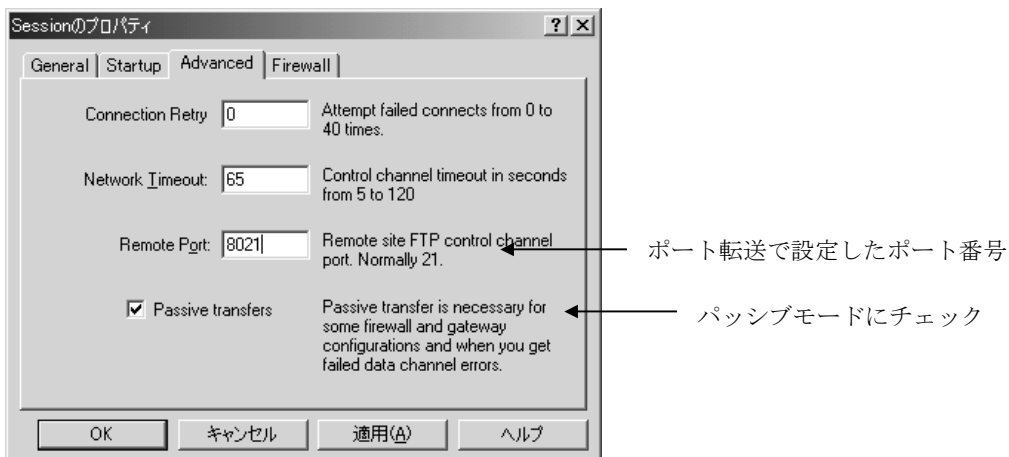 Sessionのプロパティ
General Startup Advanced Firewall
Connection Retry 0 Attempt failed connects from 0 to
40 times.
Network Timeout: 65 Control channel timeout in seconds
from 5 to 120
Remote Port: 8021 Remote site FTP control channel
port. Normally 21.
ポート転送で設定したポート番号
Passive transfers Passive transfer is necessary for
some firewall and gateway
configurations and when you get
failed data channel errors.
パッシブモードにチェック
OK キャンセル 適用(A) ヘルプ